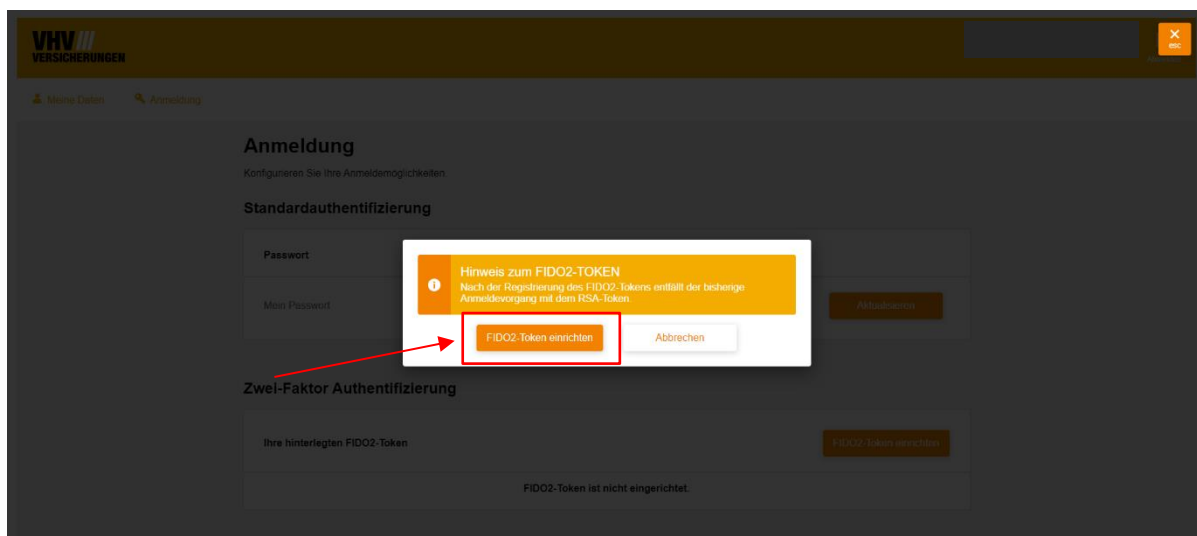 VHV
VERSICHERUNGEN
esc
Meine Daten
Anmeldung
Anmeldung
Konfigurieren Sie Ihre Anmeldemöglichkeiten.
Standardauthentifizierung
Passwort
Mein Passwort
Aktualisieren
Hinweis zum FIDO2-TOKEN
Nach der Registrierung des FIDO2-Tokens entfällt der bisherige
Anmeldevorgang mit dem RSA-Token.
FIDO2-Token einrichten
Abbrechen
Zwei-Faktor Authentifizierung
Ihre hinterlegten FIDO2-Token
FIDO2-Token einrichten
FIDO2-Token ist nicht eingerichtet.